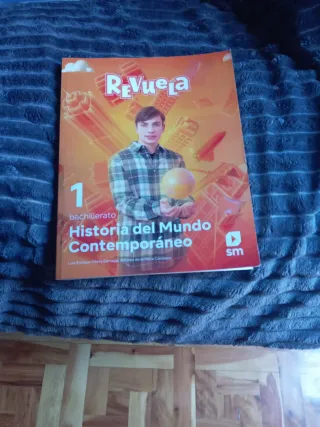 REVUELA
1
bachillerato
Historia del Mundo
Contemporáneo
sm